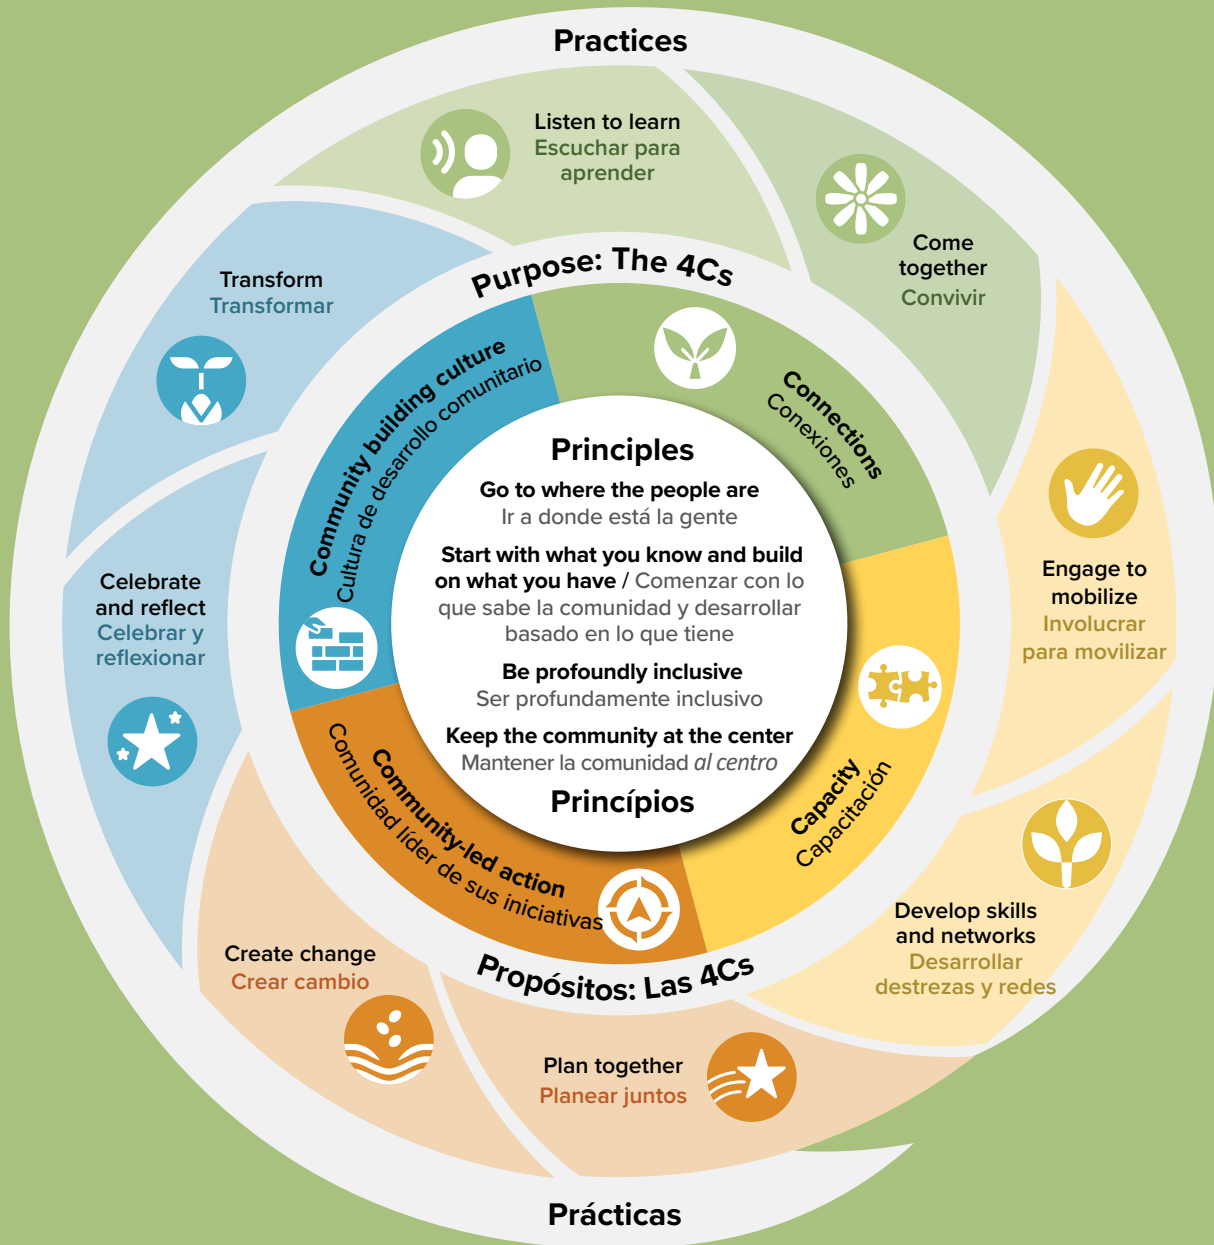 Practices
Listen to learn
Escuchar para
aprender
Come
together
Convivir
Engage to
mobilize
Involucrar
para movilizar
Develop skills
and networks
Desarrollar
destrezas y redes
Plan together
Planear juntos
Create change
Crear cambio
Celebrate
and reflect
Celebrar y
reflexionar
Transform
Transformar
Purpose: The 4Cs
Connections
Conexiones
Capacity
Capacitación
Community-led action
Comunidad líder de sus iniciativas
Community building culture
Cultura de desarrollo comunitario
Propósitos: Las 4Cs
Principles
Go to where the people are
Ir a donde está la gente
Start with what you know and build
on what you have / Comenzar con lo
que sabe la comunidad y desarrollar
basado en lo que tiene
Be profoundly inclusive
Ser profundamente inclusivo
Keep the community at the center
Mantener la comunidad al centro
Princípios
Prácticas